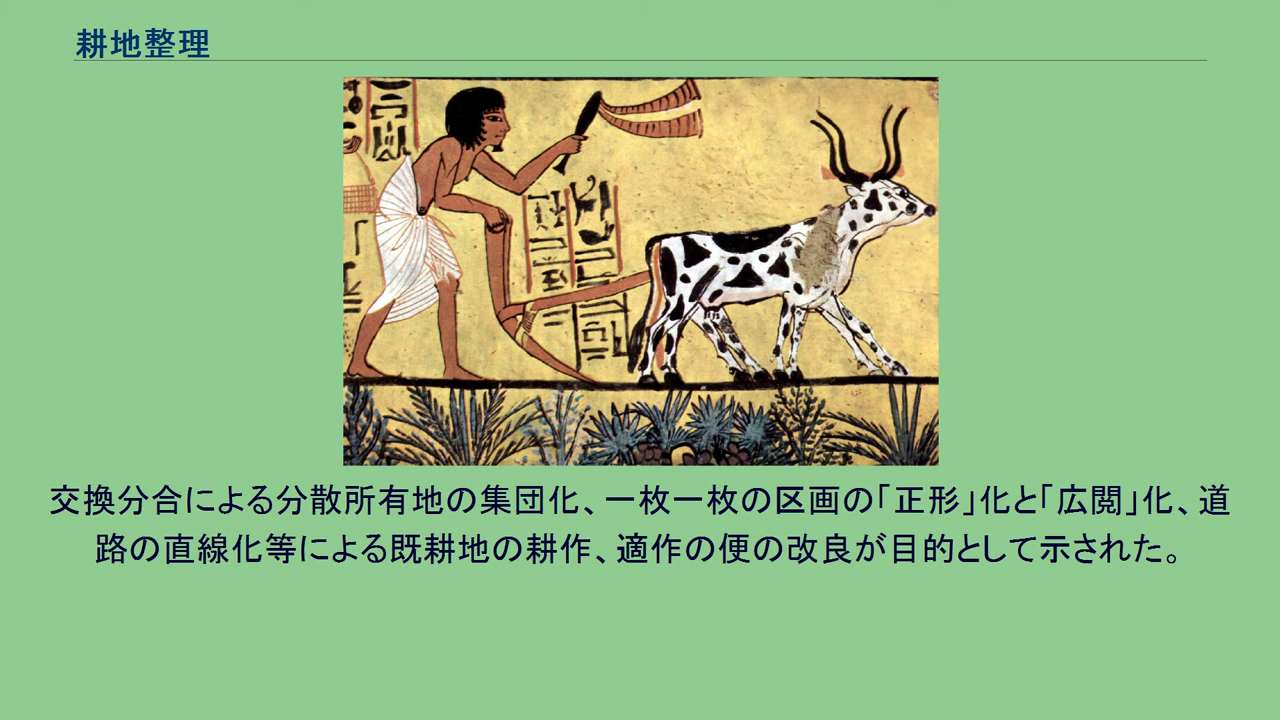 耕地整理
交換分合による分散所有地の集団化、一枚一枚の区画の「正形」化と「広閲」化、道
路の直線化等による既耕地の耕作、適作の便の改良が目的として示された。